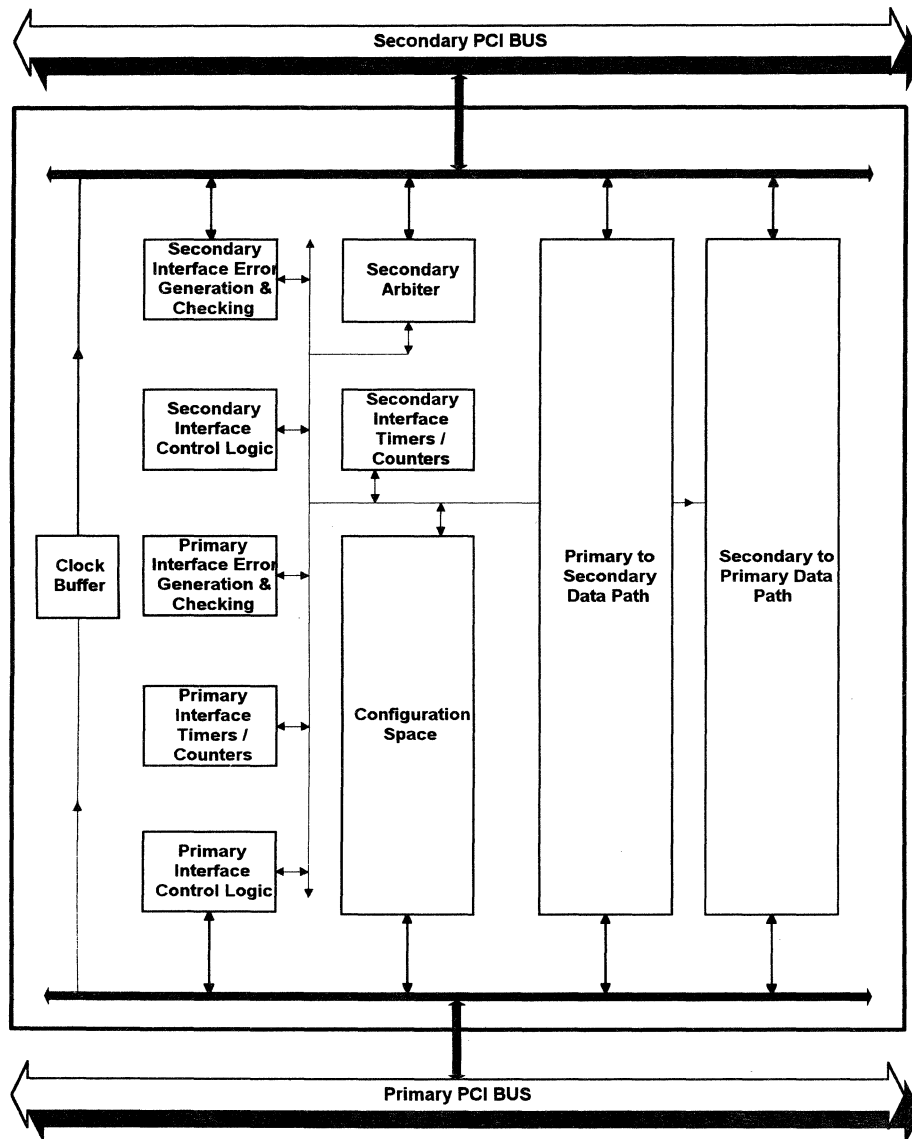 Secondary PCI BUS
Secondary
Interface Error
Generation &
Checking
Secondary
Arbiter
Secondary
Interface
Control Logic
Secondary
Interface
Timers /
Counters
Clock
Buffer
Primary
Interface Error
Generation &
Checking
Primary to
Secondary
Data Path
Secondary to
Primary Data
Path
Primary
Interface
Timers /
Counters
Configuration
Space
Primary
Interface
Control Logic
Primary PCI BUS